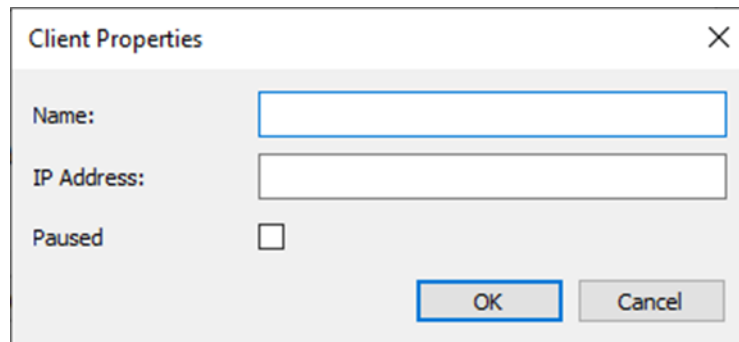 Client Properties
Name:
IP Address:
Paused
OK Cancel